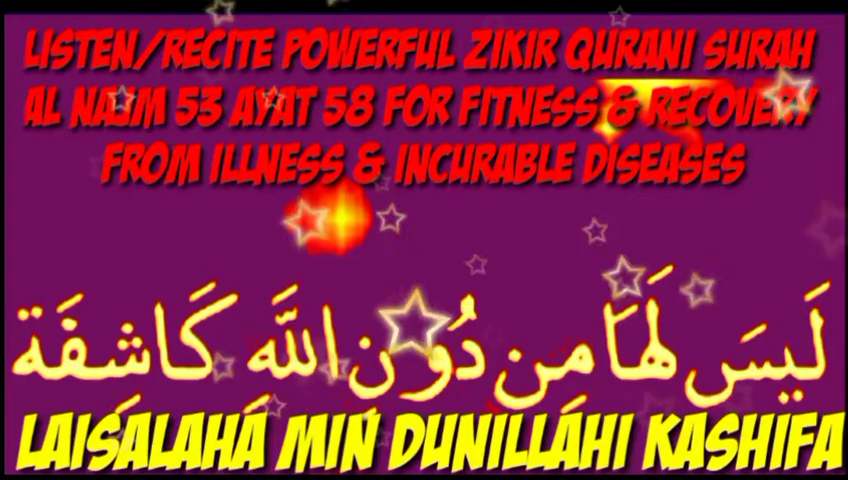 LISTEN/RECITE POWERFUL ZIKIR QURANI SURAH
AL NAJM 53 AYAT 58 FOR FITNESS & RECOVERY
FROM ILLNESS & INCURABLE DISEASES
لَيسَ لَهَا مِن دُونِ اللَّهِ كَاشِفَة
LAISALAHA MIN DUNILLAHI KASHIFA